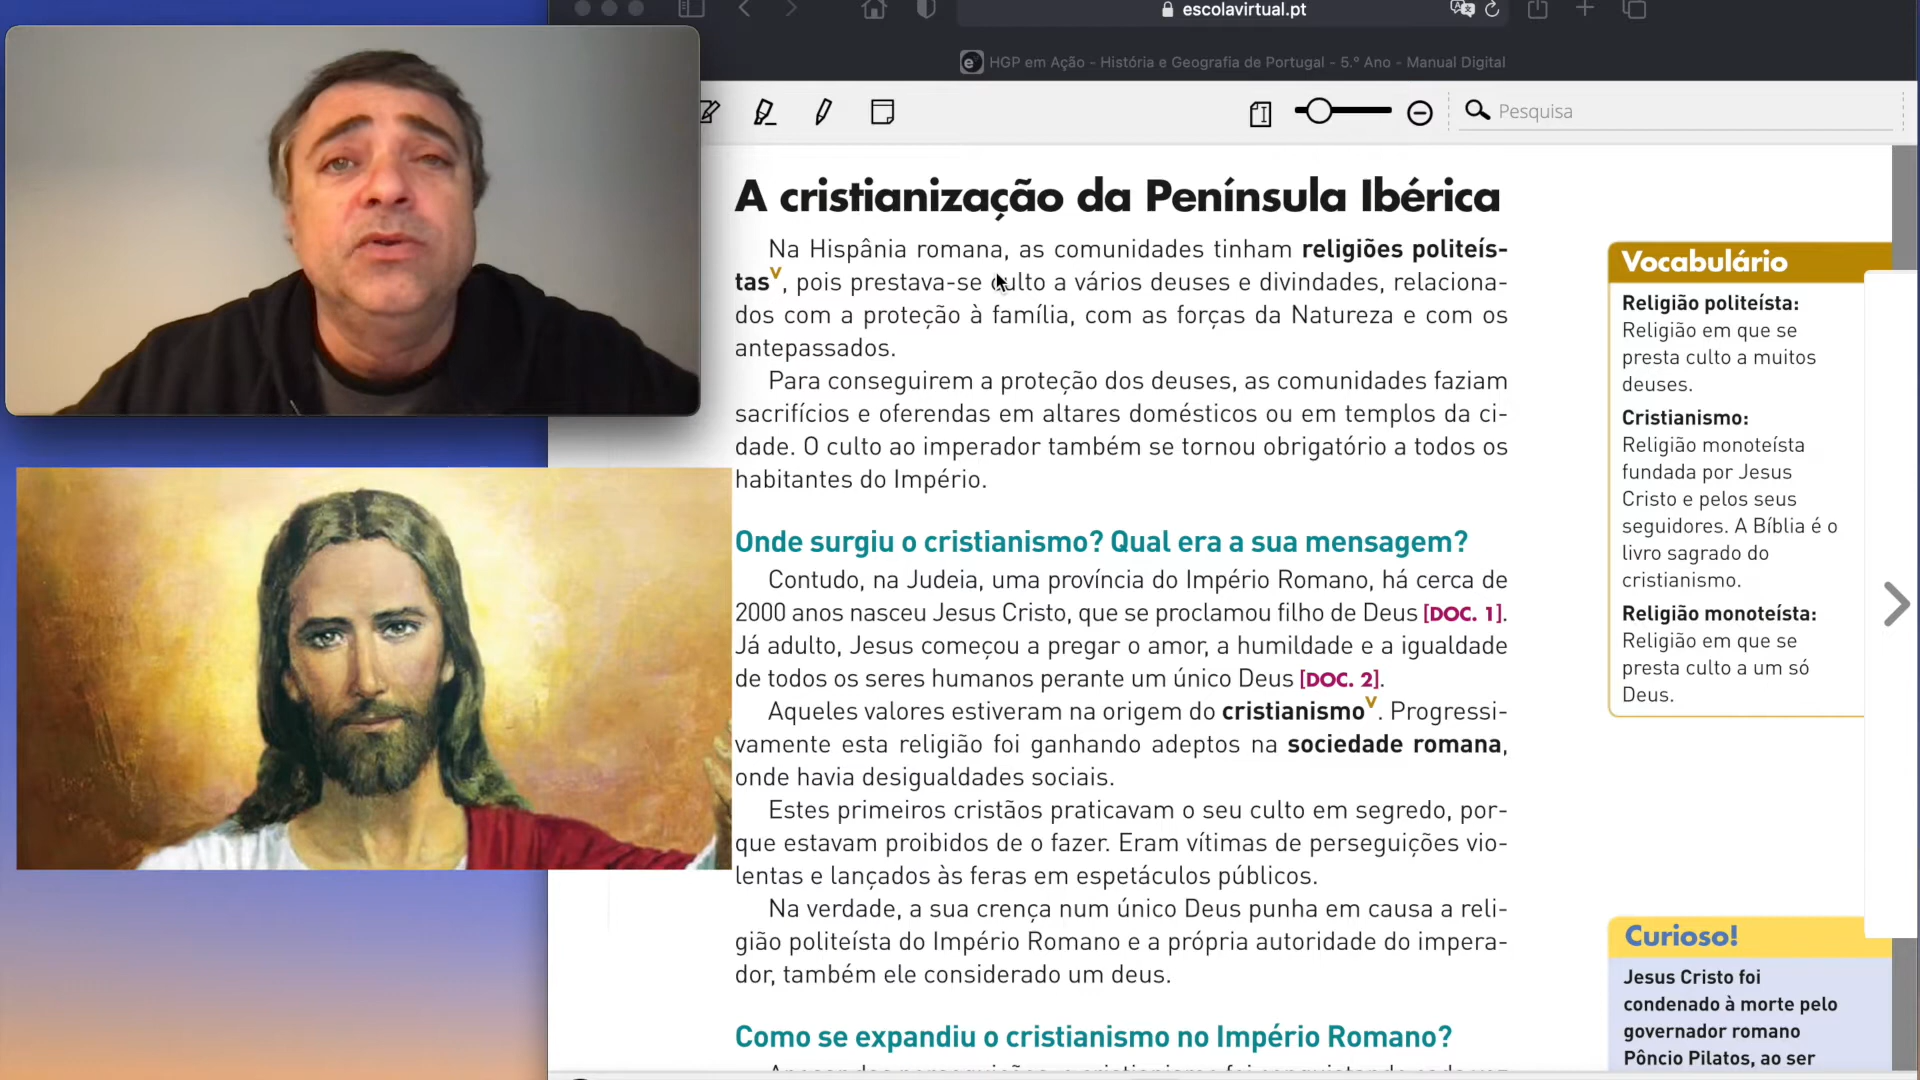 escolavirtual.pt
HGP em Ação - História e Geografia de Portugal - 5.º Ano - Manual Digital
Pesquisa
A cristianização da Península Ibérica
Na Hispânia romana, as comunidades tinham religiões politeís-
tasV, pois prestava-se culto a vários deuses e divindades, relaciona-
dos com a proteção à família, com as forças da Natureza e com os
antepassados.
Para conseguirem a proteção dos deuses, as comunidades faziam
sacrifícios e oferendas em altares domésticos ou em templos da ci-
dade. O culto ao imperador também se tornou obrigatório a todos os
habitantes do Império.
Onde surgiu o cristianismo? Qual era a sua mensagem?
Contudo, na Judeia, uma província do Império Romano, há cerca de
2000 anos nasceu Jesus Cristo, que se proclamou filho de Deus [DOC. 1].
Já adulto, Jesus começou a pregar o amor, a humildade e a igualdade
de todos os seres humanos perante um único Deus [DOC. 2].
Aqueles valores estiveram na origem do cristianismoV. Progressi-
vamente esta religião foi ganhando adeptos na sociedade romana,
onde havia desigualdades sociais.
Estes primeiros cristãos praticavam o seu culto em segredo, por-
que estavam proibidos de o fazer. Eram vítimas de perseguições vio-
lentas e lançados às feras em espetáculos públicos.
Na verdade, a sua crença num único Deus punha em causa a reli-
gião politeísta do Império Romano e a própria autoridade do impera-
dor, também ele considerado um deus.
Como se expandiu o cristianismo no Império Romano?
Vocabulário
Religião politeísta:
Religião em que se
presta culto a muitos
deuses.
Cristianismo:
Religião monoteísta
fundada por Jesus
Cristo e pelos seus
seguidores. A Bíblia é o
livro sagrado do
cristianismo.
Religião monoteísta:
Religião em que se
presta culto a um só
Deus.
Curioso!
Jesus Cristo foi
condenado à morte pelo
governador romano
Pôncio Pilatos, ao ser